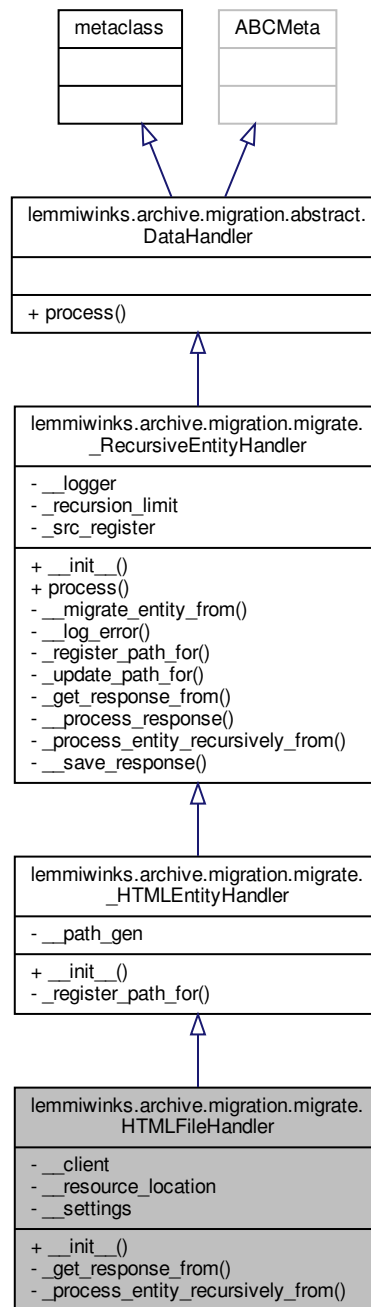 metaclass
ABCMeta
lemmiwinks.archive.migration.abstract.
DataHandler
+ process()
lemmiwinks.archive.migration.migrate.
_RecursiveEntityHandler
- __logger
- _recursion_limit
- _src_register
+ __init__()
+ process()
- __migrate_entity_from()
- __log_error()
- _register_path_for()
- _update_path_for()
- _get_response_from()
- __process_response()
- _process_entity_recursively_from()
- __save_response()
lemmiwinks.archive.migration.migrate.
_HTMLEntityHandler
- __path_gen
+ __init__()
- _register_path_for()
lemmiwinks.archive.migration.migrate.
HTMLFileHandler
- __client
- __resource_location
- __settings
+ __init__()
- _get_response_from()
- _process_entity_recursively_from()